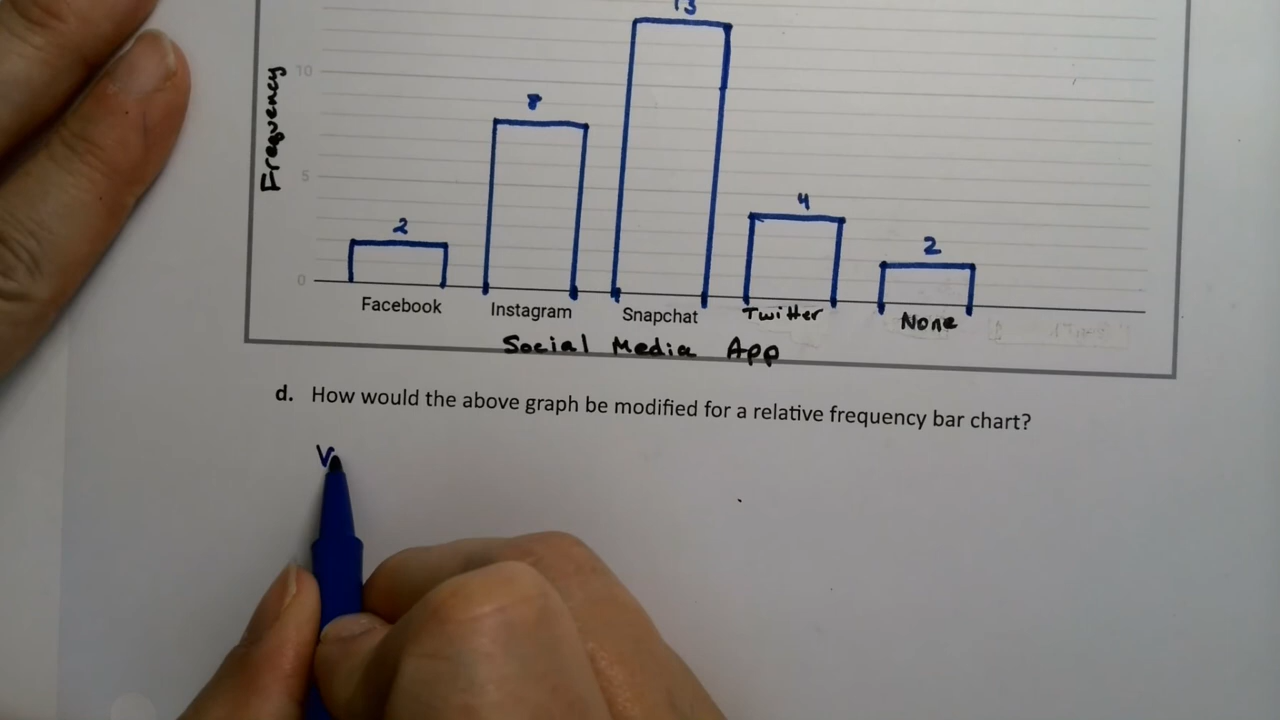 13
10
8
Frequency
5
4
2
2
0
Facebook Instagram Snapchat Twitter None
Social Media App
d. How would the above graph be modified for a relative frequency bar chart?
V